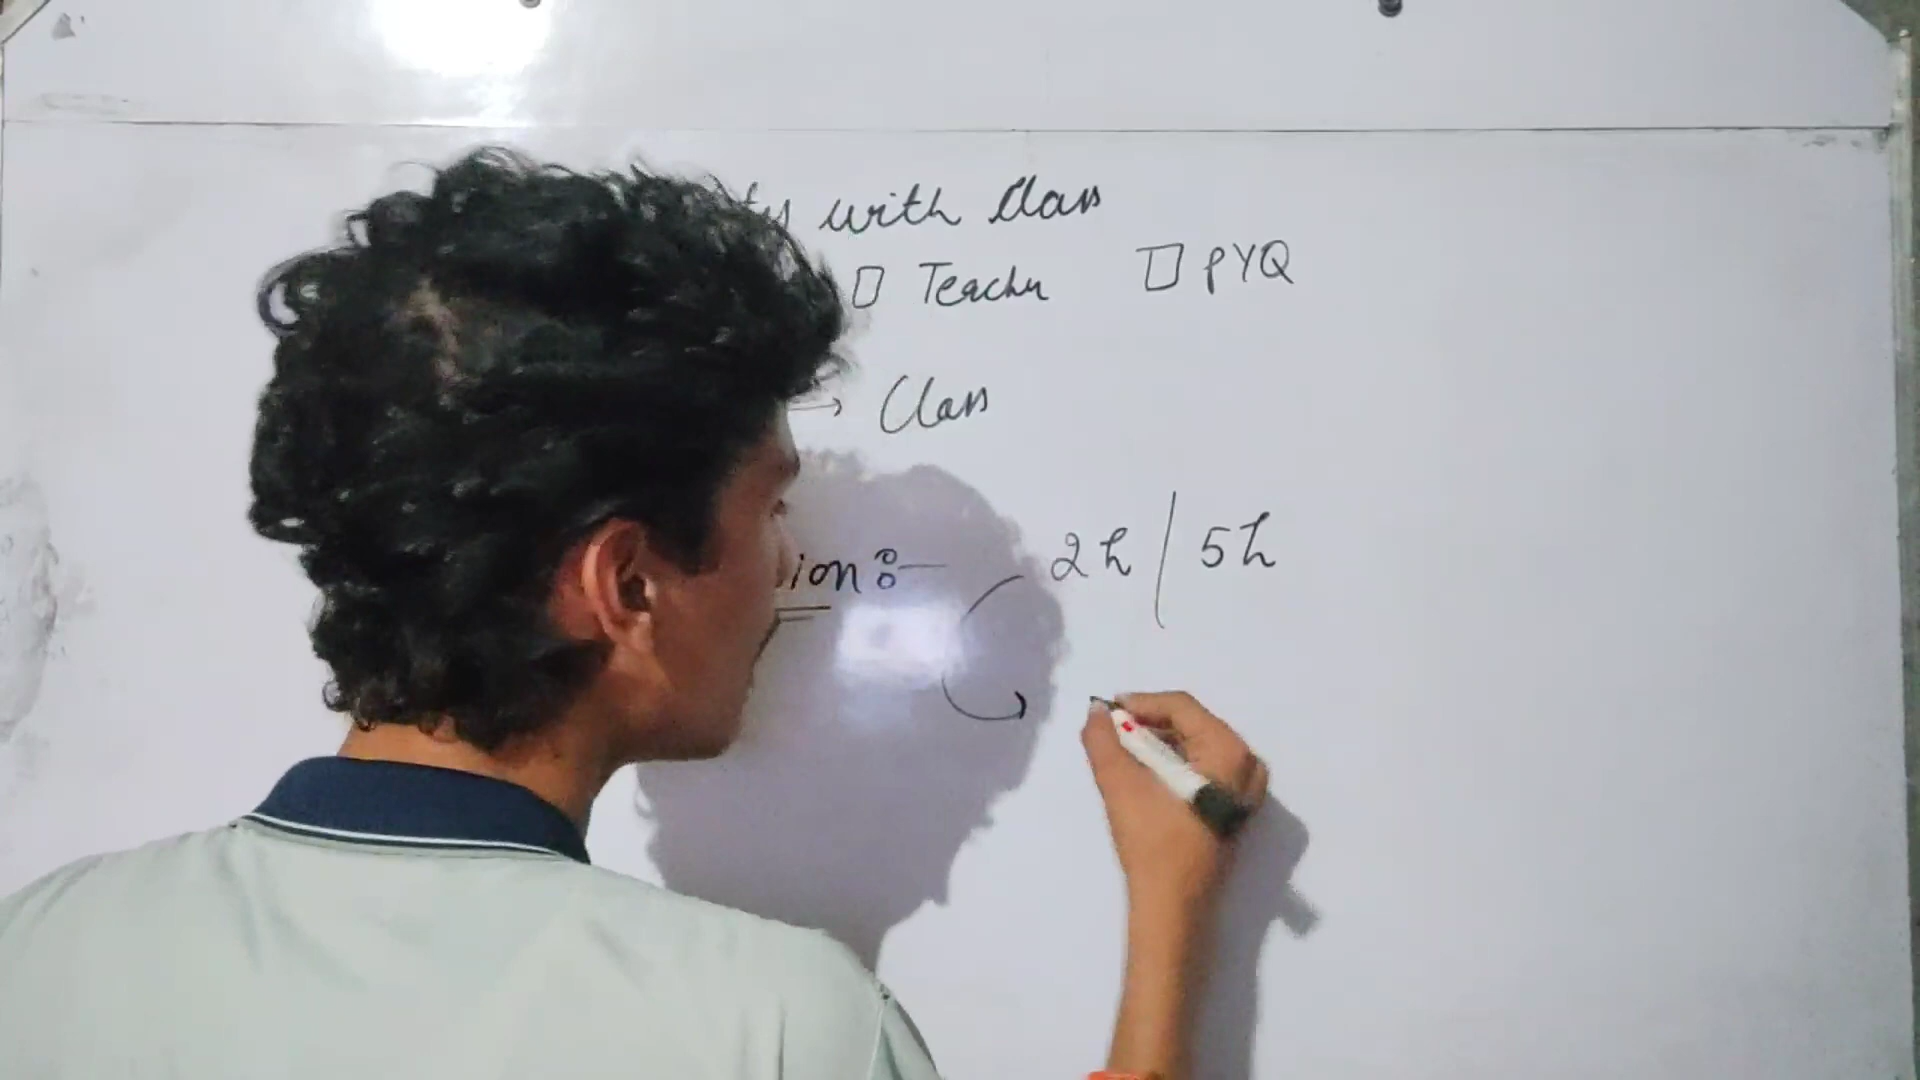 with Class
□ Teacher □ PYQ
→ Class
ion :- 2h / 5h